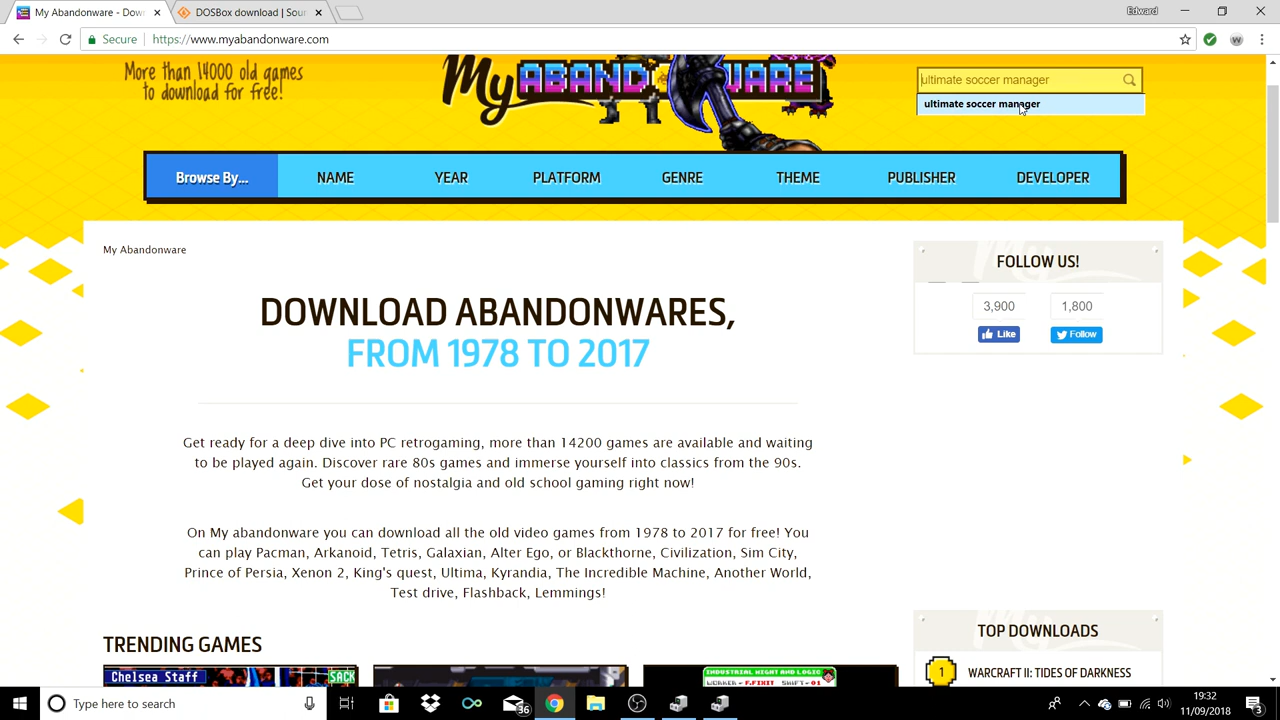 My Abandonware - Dow
DOSBox download | Sour
Edward
Secure
https://www.myabandonware.com
More than 14000 old games
to download for free!
My ABANDONWARE
ultimate soccer manager
ultimate soccer manager
Browse By...
NAME
YEAR
PLATFORM
GENRE
THEME
PUBLISHER
DEVELOPER
My Abandonware
FOLLOW US!
3,900
1,800
Like
Follow
DOWNLOAD ABANDONWARES,
FROM 1978 TO 2017
Get ready for a deep dive into PC retrogaming, more than 14200 games are available and waiting
to be played again. Discover rare 80s games and immerse yourself into classics from the 90s.
Get your dose of nostalgia and old school gaming right now!
On My abandonware you can download all the old video games from 1978 to 2017 for free! You
can play Pacman, Arkanoid, Tetris, Galaxian, Alter Ego, or Blackthorne, Civilization, Sim City,
Prince of Persia, Xenon 2, King's quest, Ultima, Kyrandia, The Incredible Machine, Another World,
Test drive, Flashback, Lemmings!
TRENDING GAMES
TOP DOWNLOADS
1
WARCRAFT II: TIDES OF DARKNESS
Chelsea Staff
SACK
INDUSTRIAL MIGHT AND LOGIC
Type here to search
36
19:32
11/09/2018
3